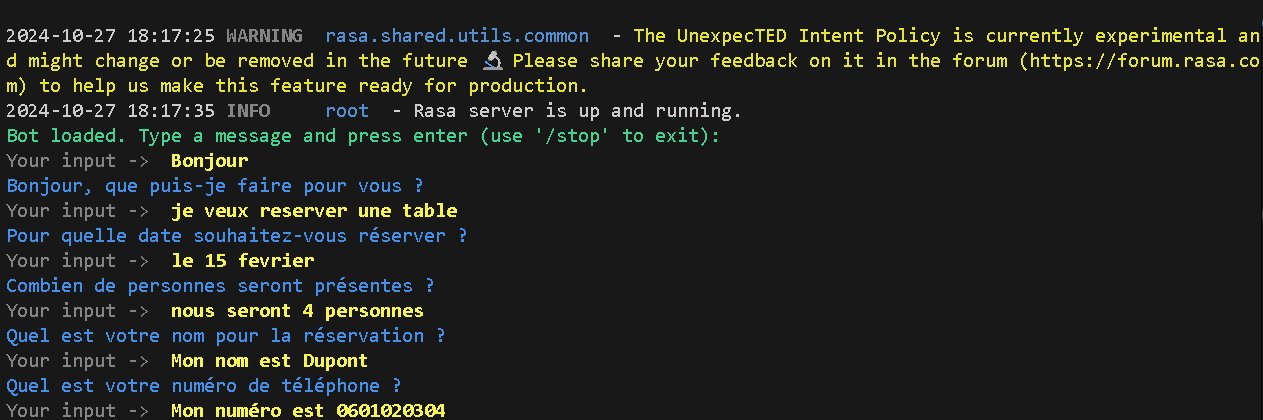 2024-10-27 18:17:25 WARNING  rasa.shared.utils.common  - The UnexpecTED Intent Policy is currently experimental an
d might change or be removed in the future 🔬 Please share your feedback on it in the forum (https://forum.rasa.co
m) to help us make this feature ready for production.
2024-10-27 18:17:35 INFO     root  - Rasa server is up and running.
Bot loaded. Type a message and press enter (use '/stop' to exit):
Your input ->  Bonjour
Bonjour, que puis-je faire pour vous ?
Your input ->  je veux reserver une table
Pour quelle date souhaitez-vous réserver ?
Your input ->  le 15 fevrier
Combien de personnes seront présentes ?
Your input ->  nous seront 4 personnes
Quel est votre nom pour la réservation ?
Your input ->  Mon nom est Dupont
Quel est votre numéro de téléphone ?
Your input ->  Mon numéro est 0601020304